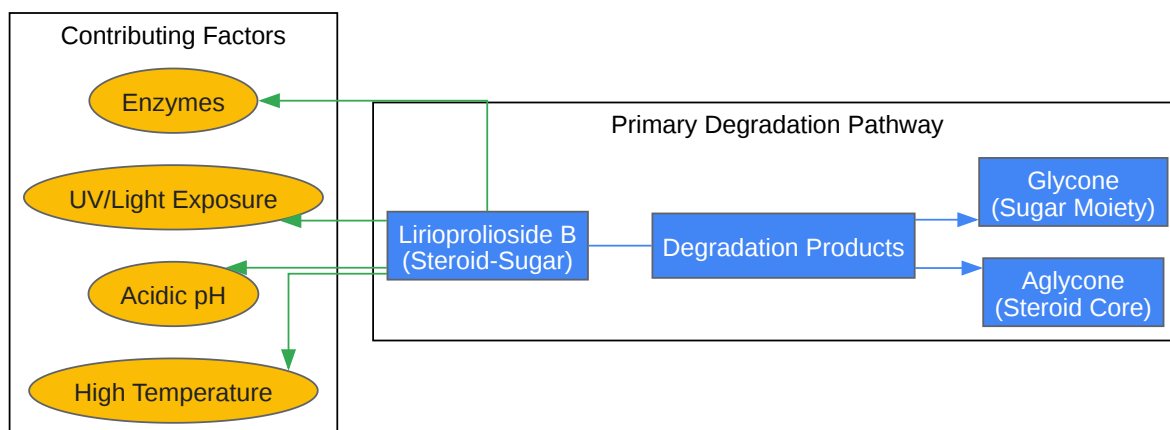 Contributing Factors
Enzymes
UV/Light Exposure
Acidic pH
High Temperature
Primary Degradation Pathway
Lirioprolioside B
(Steroid-Sugar)
Degradation Products
Glycone
(Sugar Moiety)
Aglycone
(Steroid Core)